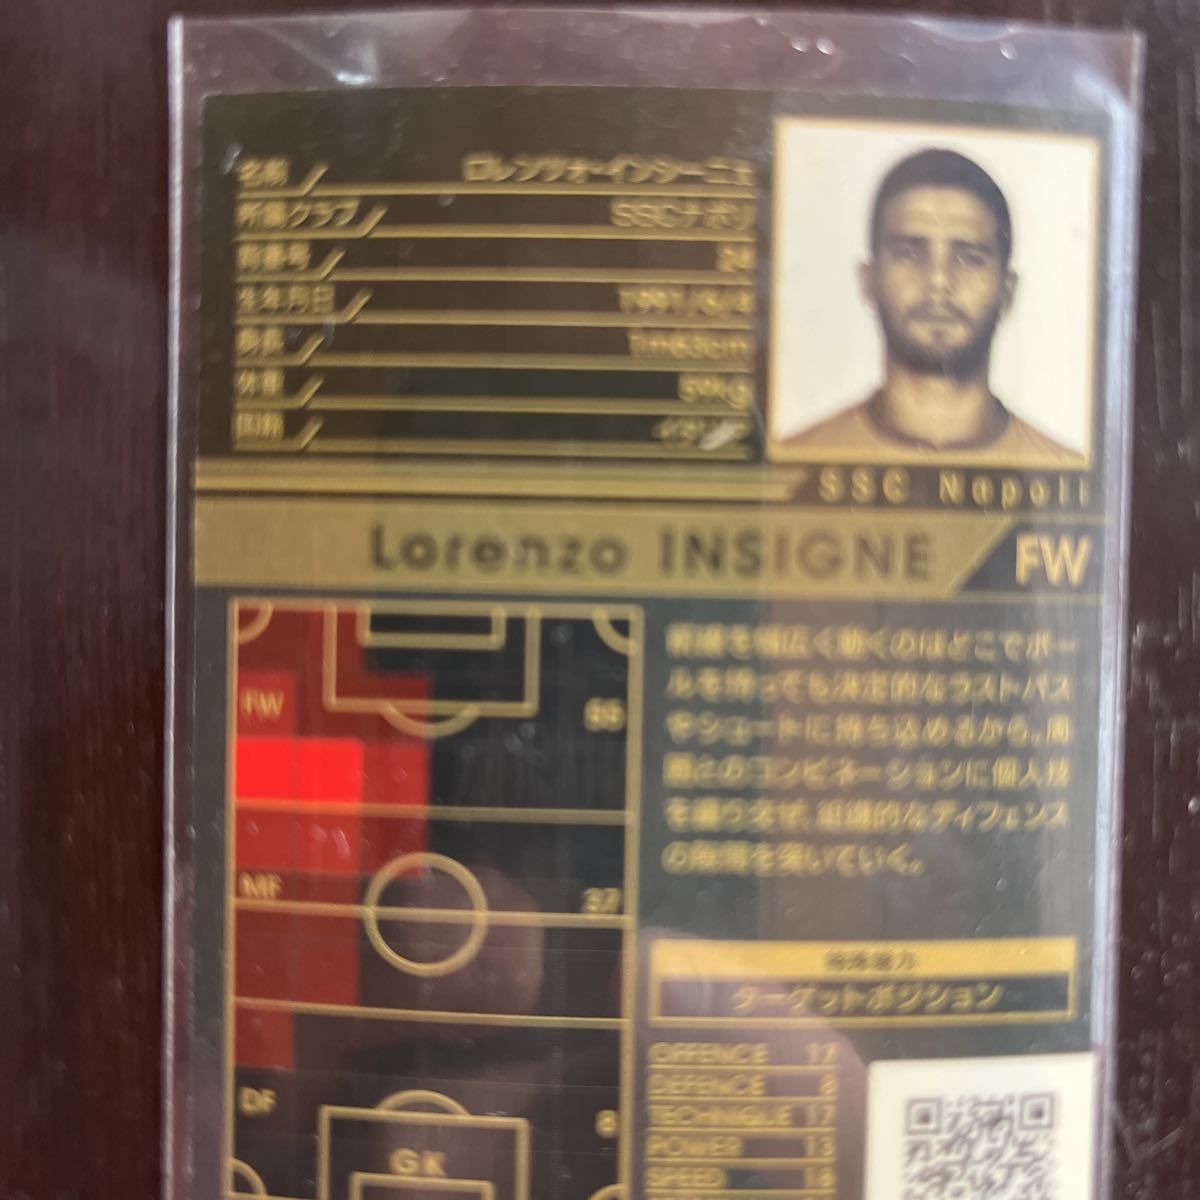 名前 ロレンツォ・インシーニェ
所属クラブ SSCナポリ
背番号 24
生年月日 1991/6/4
身長 1m63cm
体重 59kg
国籍 イタリア
SSC Napoli
Lorenzo INSIGNE FW
前線を幅広く動くのはどこでボー
ルを持っても決定的なラストパス
やシュートに持ち込めるから。周
囲とのコンビネーションに個人技
を織り交ぜ、組織的なディフェンス
の隙間を突いていく。
FW
MF 37
DF
GK
特殊能力
ターゲットポジション
OFFENCE 17
DEFENCE 6
TECHNIQUE 17
POWER 13
SPEED